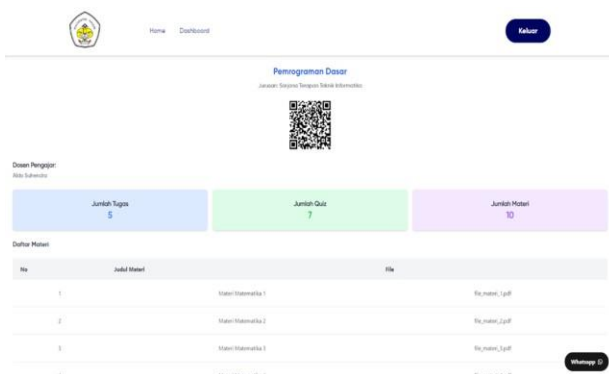 Home Dashboard Keluar
Pemrograman Dasar
Jurusan: Sarjana Terapan Teknik Informatika
Dosen Pengajar:
Aldo Suhendra
Jumlah Tugas Jumlah Quiz Jumlah Materi
5 7 10
Daftar Materi
No Judul Materi File
1 Materi Matematika 1 file_materi_1.pdf
2 Materi Matematika 2 file_materi_2.pdf
3 Materi Matematika 3 file_materi_3.pdf
Whatsapp